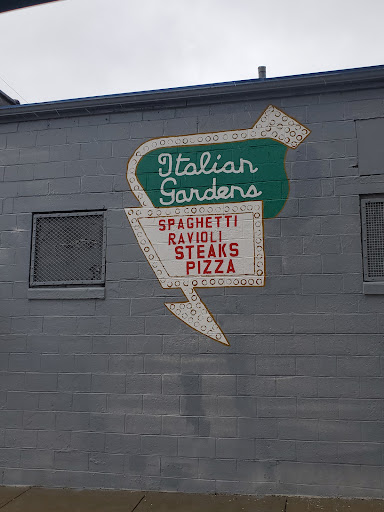 Italian
Gardens
SPAGHETTI
RAVIOLI
STEAKS
PIZZA